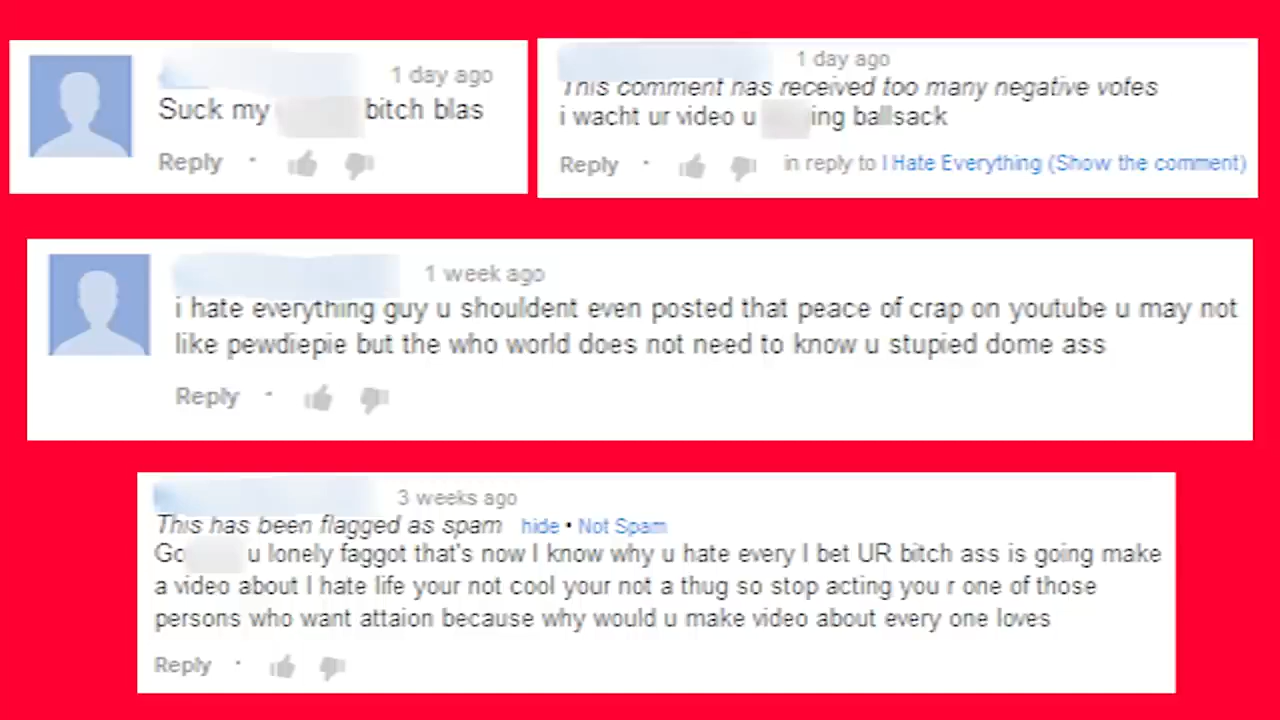 1 day ago
Suck my bitch blas
Reply ·
1 day ago
This comment has received too many negative votes
i wacht ur video u ing ballsack
Reply · in reply to I Hate Everything (Show the comment)
1 week ago
i hate everything guy u shouldent even posted that peace of crap on youtube u may not
like pewdiepie but the who world does not need to know u stupied dome ass
Reply ·
3 weeks ago
This has been flagged as spam hide • Not Spam
Go u lonely faggot that's now I know why u hate every I bet UR bitch ass is going make
a video about I hate life your not cool your not a thug so stop acting you r one of those
persons who want attaion because why would u make video about every one loves
Reply ·